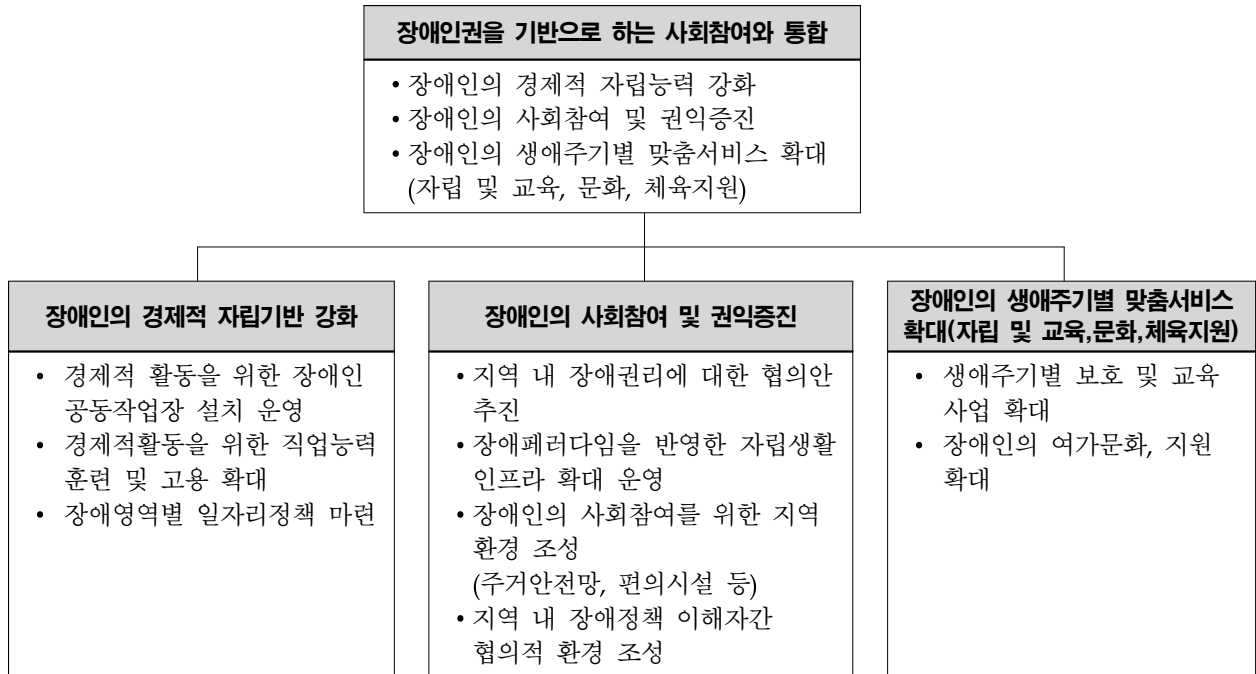 장애인권을 기반으로 하는 사회참여와 통합
• 장애인의 경제적 자립능력 강화
• 장애인의 사회참여 및 권익증진
• 장애인의 생애주기별 맞춤서비스 확대
(자립 및 교육, 문화, 체육지원)
장애인의 경제적 자립기반 강화
• 경제적 활동을 위한 장애인
공동작업장 설치 운영
• 경제적활동을 위한 직업능력
훈련 및 고용 확대
• 장애영역별 일자리정책 마련
장애인의 사회참여 및 권익증진
• 지역 내 장애권리에 대한 협의안
추진
• 장애페러다임을 반영한 자립생활
인프라 확대 운영
• 장애인의 사회참여를 위한 지역
환경 조성
(주거안전망, 편의시설 등)
• 지역 내 장애정책 이해자간
협의적 환경 조성
장애인의 생애주기별 맞춤서비스
확대(자립 및 교육,문화,체육지원)
• 생애주기별 보호 및 교육
사업 확대
• 장애인의 여가문화, 지원
확대